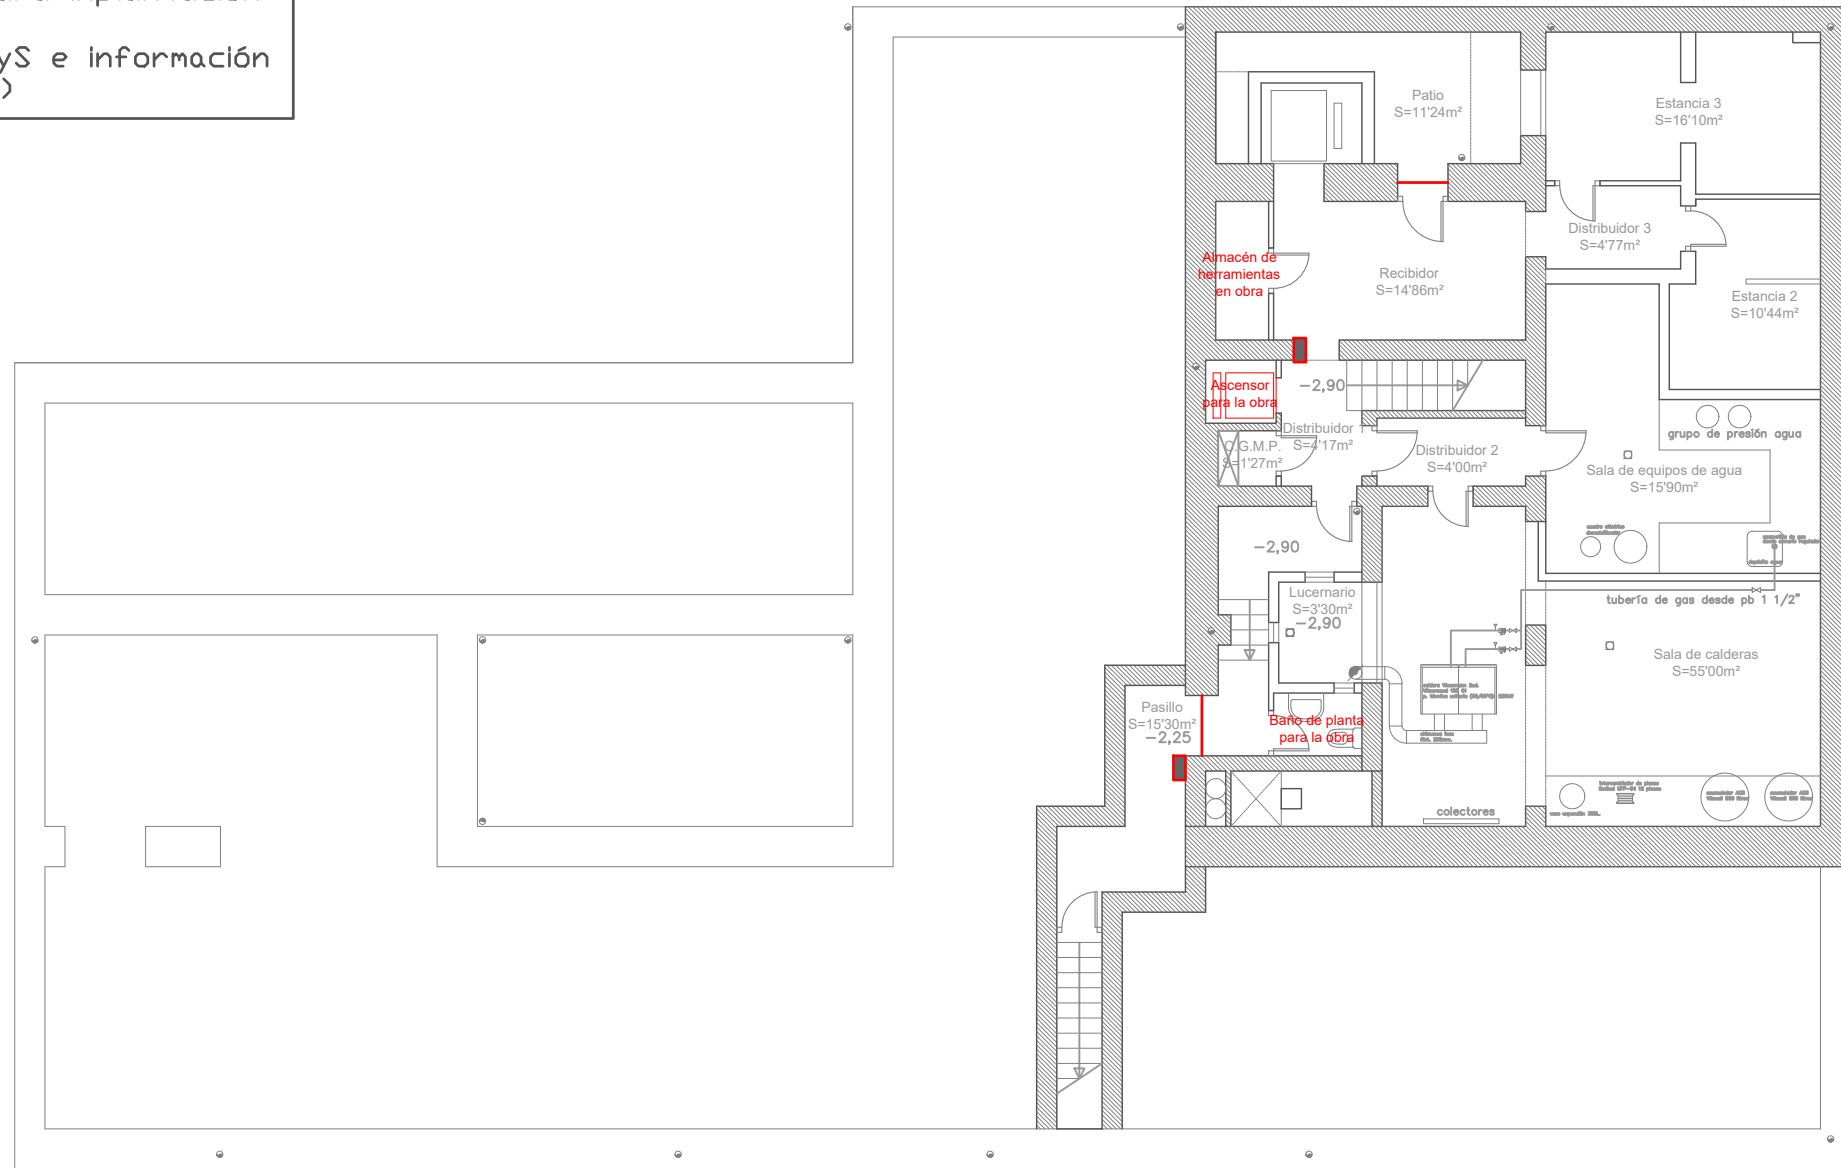 yS e información
)
Patio
S=11'24m²
Estancia 3
S=16'10m²
Distribuidor 3
S=4'77m²
Almacén de
herramientas
en obra
Recibidor
S=14'86m²
Estancia 2
S=10'44m²
Ascensor
para la obra
-2,90
Distribuidor 1
S=4'17m²
C.G.M.P.
S=1'27m²
Distribuidor 2
S=4'00m²
grupo de presión agua
Sala de equipos de agua
S=15'90m²
-2,90
Lucernario
S=3'30m²
-2,90
tubería de gas desde pb 1 1/2"
Sala de calderas
S=55'00m²
Pasillo
S=15'30m²
-2,25
Baño de planta
para la obra
colectores